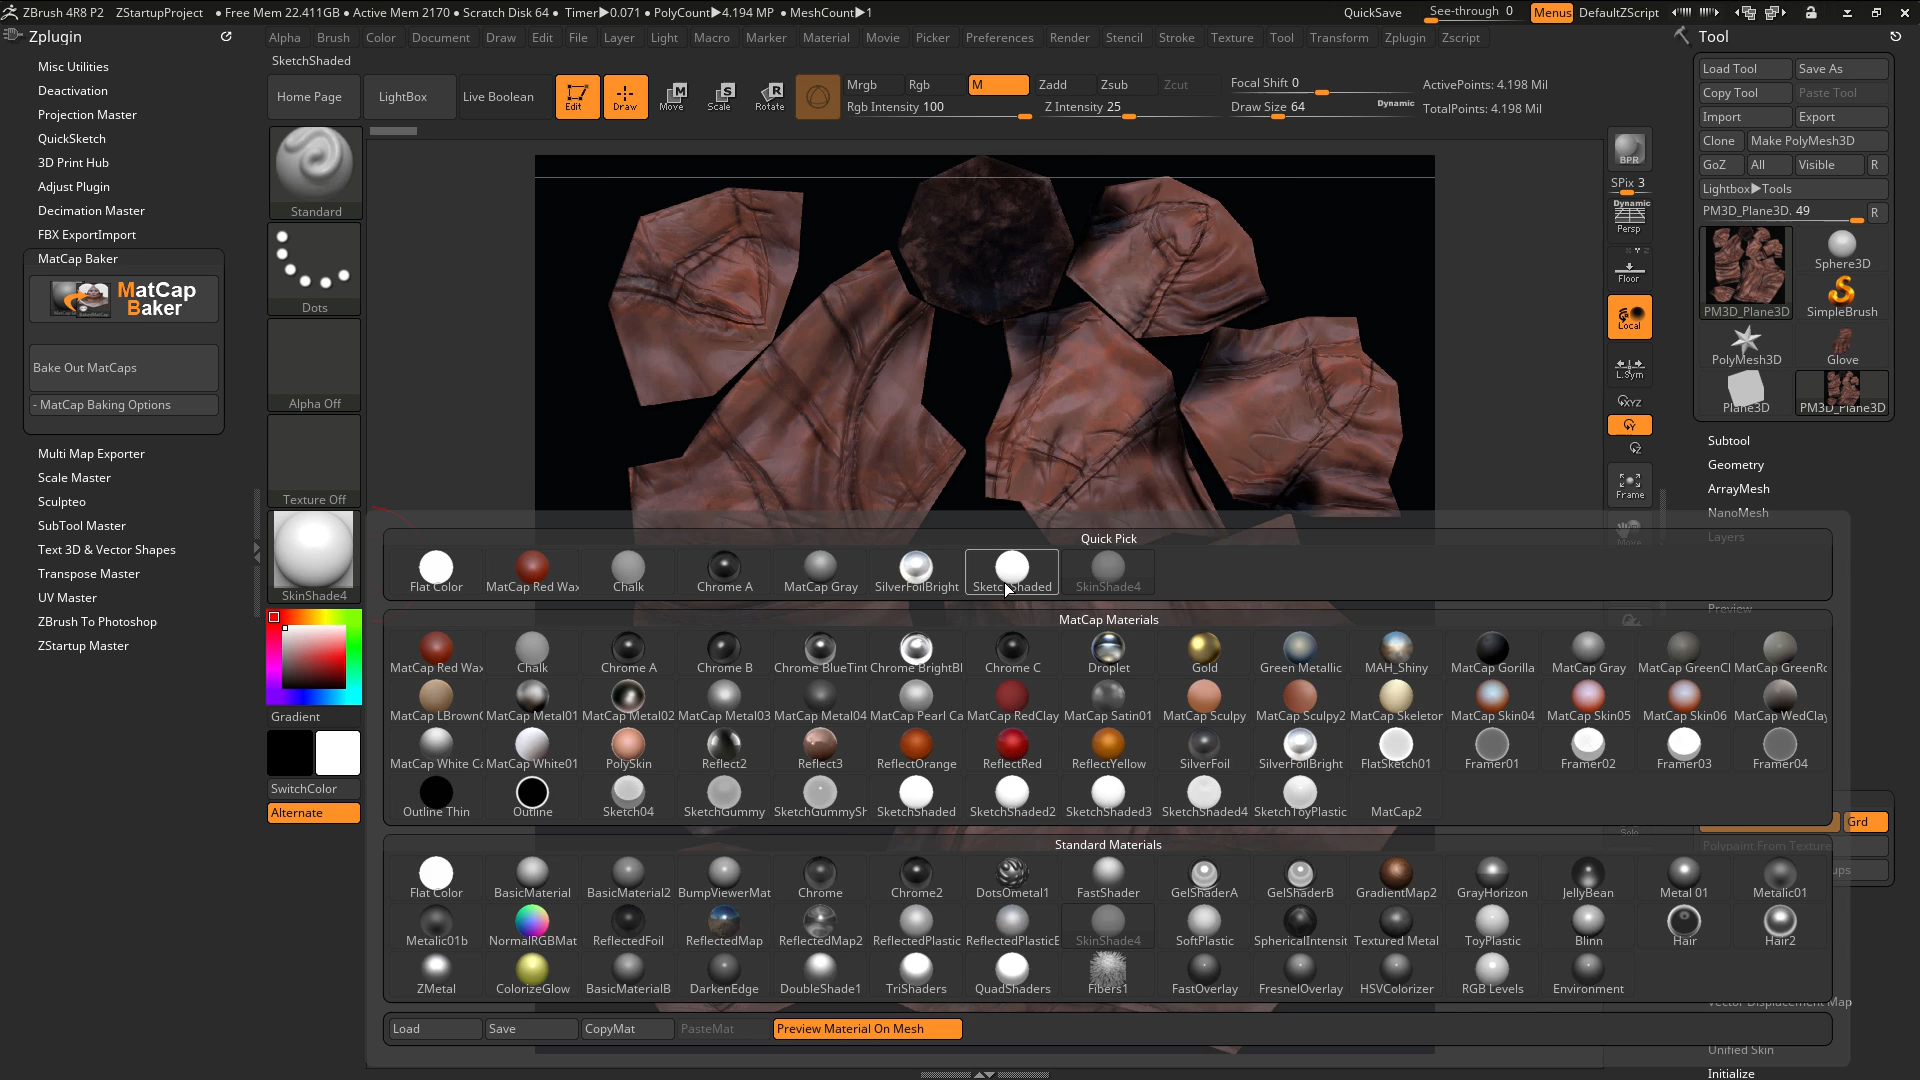 ZBrush 4R8 P2 ZStartupProject • Free Mem 22.411GB • Active Mem 2170 • Scratch Disk 64 • Timer▶0.071 • PolyCount▶4.194 MP • MeshCount▶1 QuickSave See-through 0 Menus DefaultZScript
Zplugin
Alpha Brush Color Document Draw Edit File Layer Light Macro Marker Material Movie Picker Preferences Render Stencil Stroke Texture Tool Transform Zplugin Zscript
Tool
SketchShaded
Misc Utilities
Deactivation
Projection Master
QuickSketch
3D Print Hub
Adjust Plugin
Decimation Master
FBX ExportImport
MatCap Baker
MatCap
Baker
Bake Out MatCaps
- MatCap Baking Options
Multi Map Exporter
Scale Master
Sculpteo
SubTool Master
Text 3D & Vector Shapes
Transpose Master
UV Master
ZBrush To Photoshop
ZStartup Master
Home Page LightBox Live Boolean Edit Draw Move Scale Rotate
Mrgb Rgb M Zadd Zsub Zcut
Rgb Intensity 100 Z Intensity 25
Focal Shift 0
Draw Size 64 Dynamic
ActivePoints: 4.198 Mil
TotalPoints: 4.198 Mil
Standard
Dots
Alpha Off
Texture Off
SkinShade4
Gradient
SwitchColor
Alternate
BPR
SPix 3
Dynamic
Persp
Floor
Local
L.Sym
XYZ
Y
Z
Frame
Move
Solo
Load Tool Save As
Copy Tool Paste Tool
Import Export
Clone Make PolyMesh3D
GoZ All Visible R
Lightbox▶Tools
PM3D_Plane3D. 49 R
PM3D_Plane3D Sphere3D
SimpleBrush
PolyMesh3D Glove
Plane3D PM3D_Plane3D
Subtool
Geometry
ArrayMesh
NanoMesh
Layers
Preview
Grd
Polypaint From Texture
ups
Vector Displacement Map
Unified Skin
Initialize
Quick Pick
Flat Color MatCap Red Wax Chalk Chrome A MatCap Gray SilverFoilBright SketchShaded SkinShade4
MatCap Materials
MatCap Red Wax Chalk Chrome A Chrome B Chrome BlueTint Chrome BrightBl Chrome C Droplet Gold Green Metallic MAH_Shiny MatCap Gorilla MatCap Gray MatCap GreenCl MatCap GreenRo
MatCap LBrownC MatCap Metal01 MatCap Metal02 MatCap Metal03 MatCap Metal04 MatCap Pearl Ca MatCap RedClay MatCap Satin01 MatCap Sculpy MatCap Sculpy2 MatCap Skeletor MatCap Skin04 MatCap Skin05 MatCap Skin06 MatCap WedClay
MatCap White Ca MatCap White01 PolySkin Reflect2 Reflect3 ReflectOrange ReflectRed ReflectYellow SilverFoil SilverFoilBright FlatSketch01 Framer01 Framer02 Framer03 Framer04
Outline Thin Outline Sketch04 SketchGummy SketchGummySh SketchShaded SketchShaded2 SketchShaded3 SketchShaded4 SketchToyPlastic MatCap2
Standard Materials
Flat Color BasicMaterial BasicMaterial2 BumpViewerMat Chrome Chrome2 DotsOmetal1 FastShader GelShaderA GelShaderB GradientMap2 GrayHorizon JellyBean Metal 01 Metalic01
Metalic01b NormalRGBMat ReflectedFoil ReflectedMap ReflectedMap2 ReflectedPlastic ReflectedPlasticE SkinShade4 SoftPlastic SphericalIntensit Textured Metal ToyPlastic Blinn Hair Hair2
ZMetal ColorizeGlow BasicMaterialB DarkenEdge DoubleShade1 TriShaders QuadShaders Fibers1 FastOverlay FresnelOverlay HSVColorizer RGB Levels Environment
Load Save CopyMat PasteMat Preview Material On Mesh